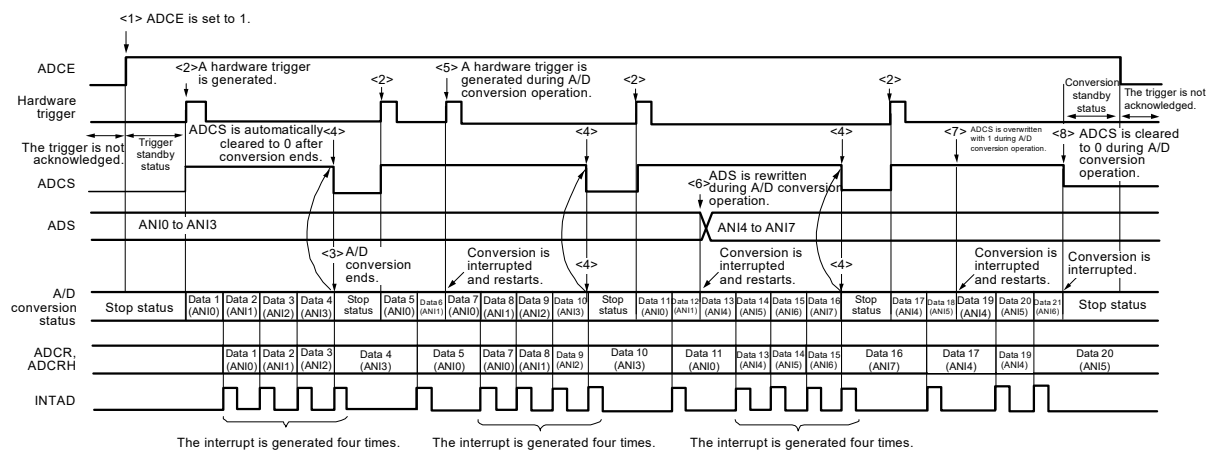 <1> ADCE is set to 1.
ADCE
<2> A hardware trigger
is generated.
<5> A hardware trigger is
generated during A/D
conversion operation.
<2>
<2>
<2>
Conversion
standby
status
The trigger is not
acknowledged.
Hardware
trigger
The trigger is not
acknowledged.
Trigger
standby
status
ADCS is automatically
cleared to 0 after
conversion ends.
<4>
<4>
<4>
<7> ADCS is overwritten
with 1 during A/D
conversion operation.
<8> ADCS is cleared
to 0 during A/D
conversion
operation.
ADCS
<6> ADS is rewritten
during A/D conversion
operation.
ADS
ANI0 to ANI3
ANI4 to ANI7
<3> A/D
conversion
ends.
Conversion is
interrupted
and restarts.
<4>
Conversion is
interrupted
and restarts.
<4>
Conversion is
interrupted
and restarts.
Conversion is
interrupted.
A/D
conversion
status
Stop status
Data 1
(ANI0)
Data 2
(ANI1)
Data 3
(ANI2)
Data 4
(ANI3)
Stop
status
Data 5
(ANI0)
Data 6
(ANI1)
Data 7
(ANI0)
Data 8
(ANI1)
Data 9
(ANI2)
Data 10
(ANI3)
Stop
status
Data 11
(ANI0)
Data 12
(ANI1)
Data 13
(ANI4)
Data 14
(ANI5)
Data 15
(ANI6)
Data 16
(ANI7)
Stop
status
Data 17
(ANI4)
Data 18
(ANI5)
Data 19
(ANI4)
Data 20
(ANI5)
Data 21
(ANI6)
Stop status
ADCR,
ADCRH
Data 1
(ANI0)
Data 2
(ANI1)
Data 3
(ANI2)
Data 4
(ANI3)
Data 5
(ANI0)
Data 7
(ANI0)
Data 8
(ANI1)
Data 9
(ANI2)
Data 10
(ANI3)
Data 11
(ANI0)
Data 13
(ANI4)
Data 14
(ANI5)
Data 15
(ANI6)
Data 16
(ANI7)
Data 17
(ANI4)
Data 19
(ANI4)
Data 20
(ANI5)
INTAD
The interrupt is generated four times.
The interrupt is generated four times.
The interrupt is generated four times.